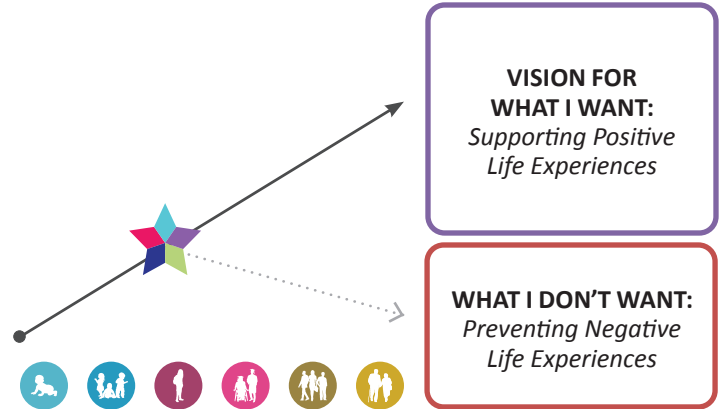 VISION FOR
WHAT I WANT:
Supporting Positive
Life Experiences
WHAT I DON’T WANT:
Preventing Negative
Life Experiences